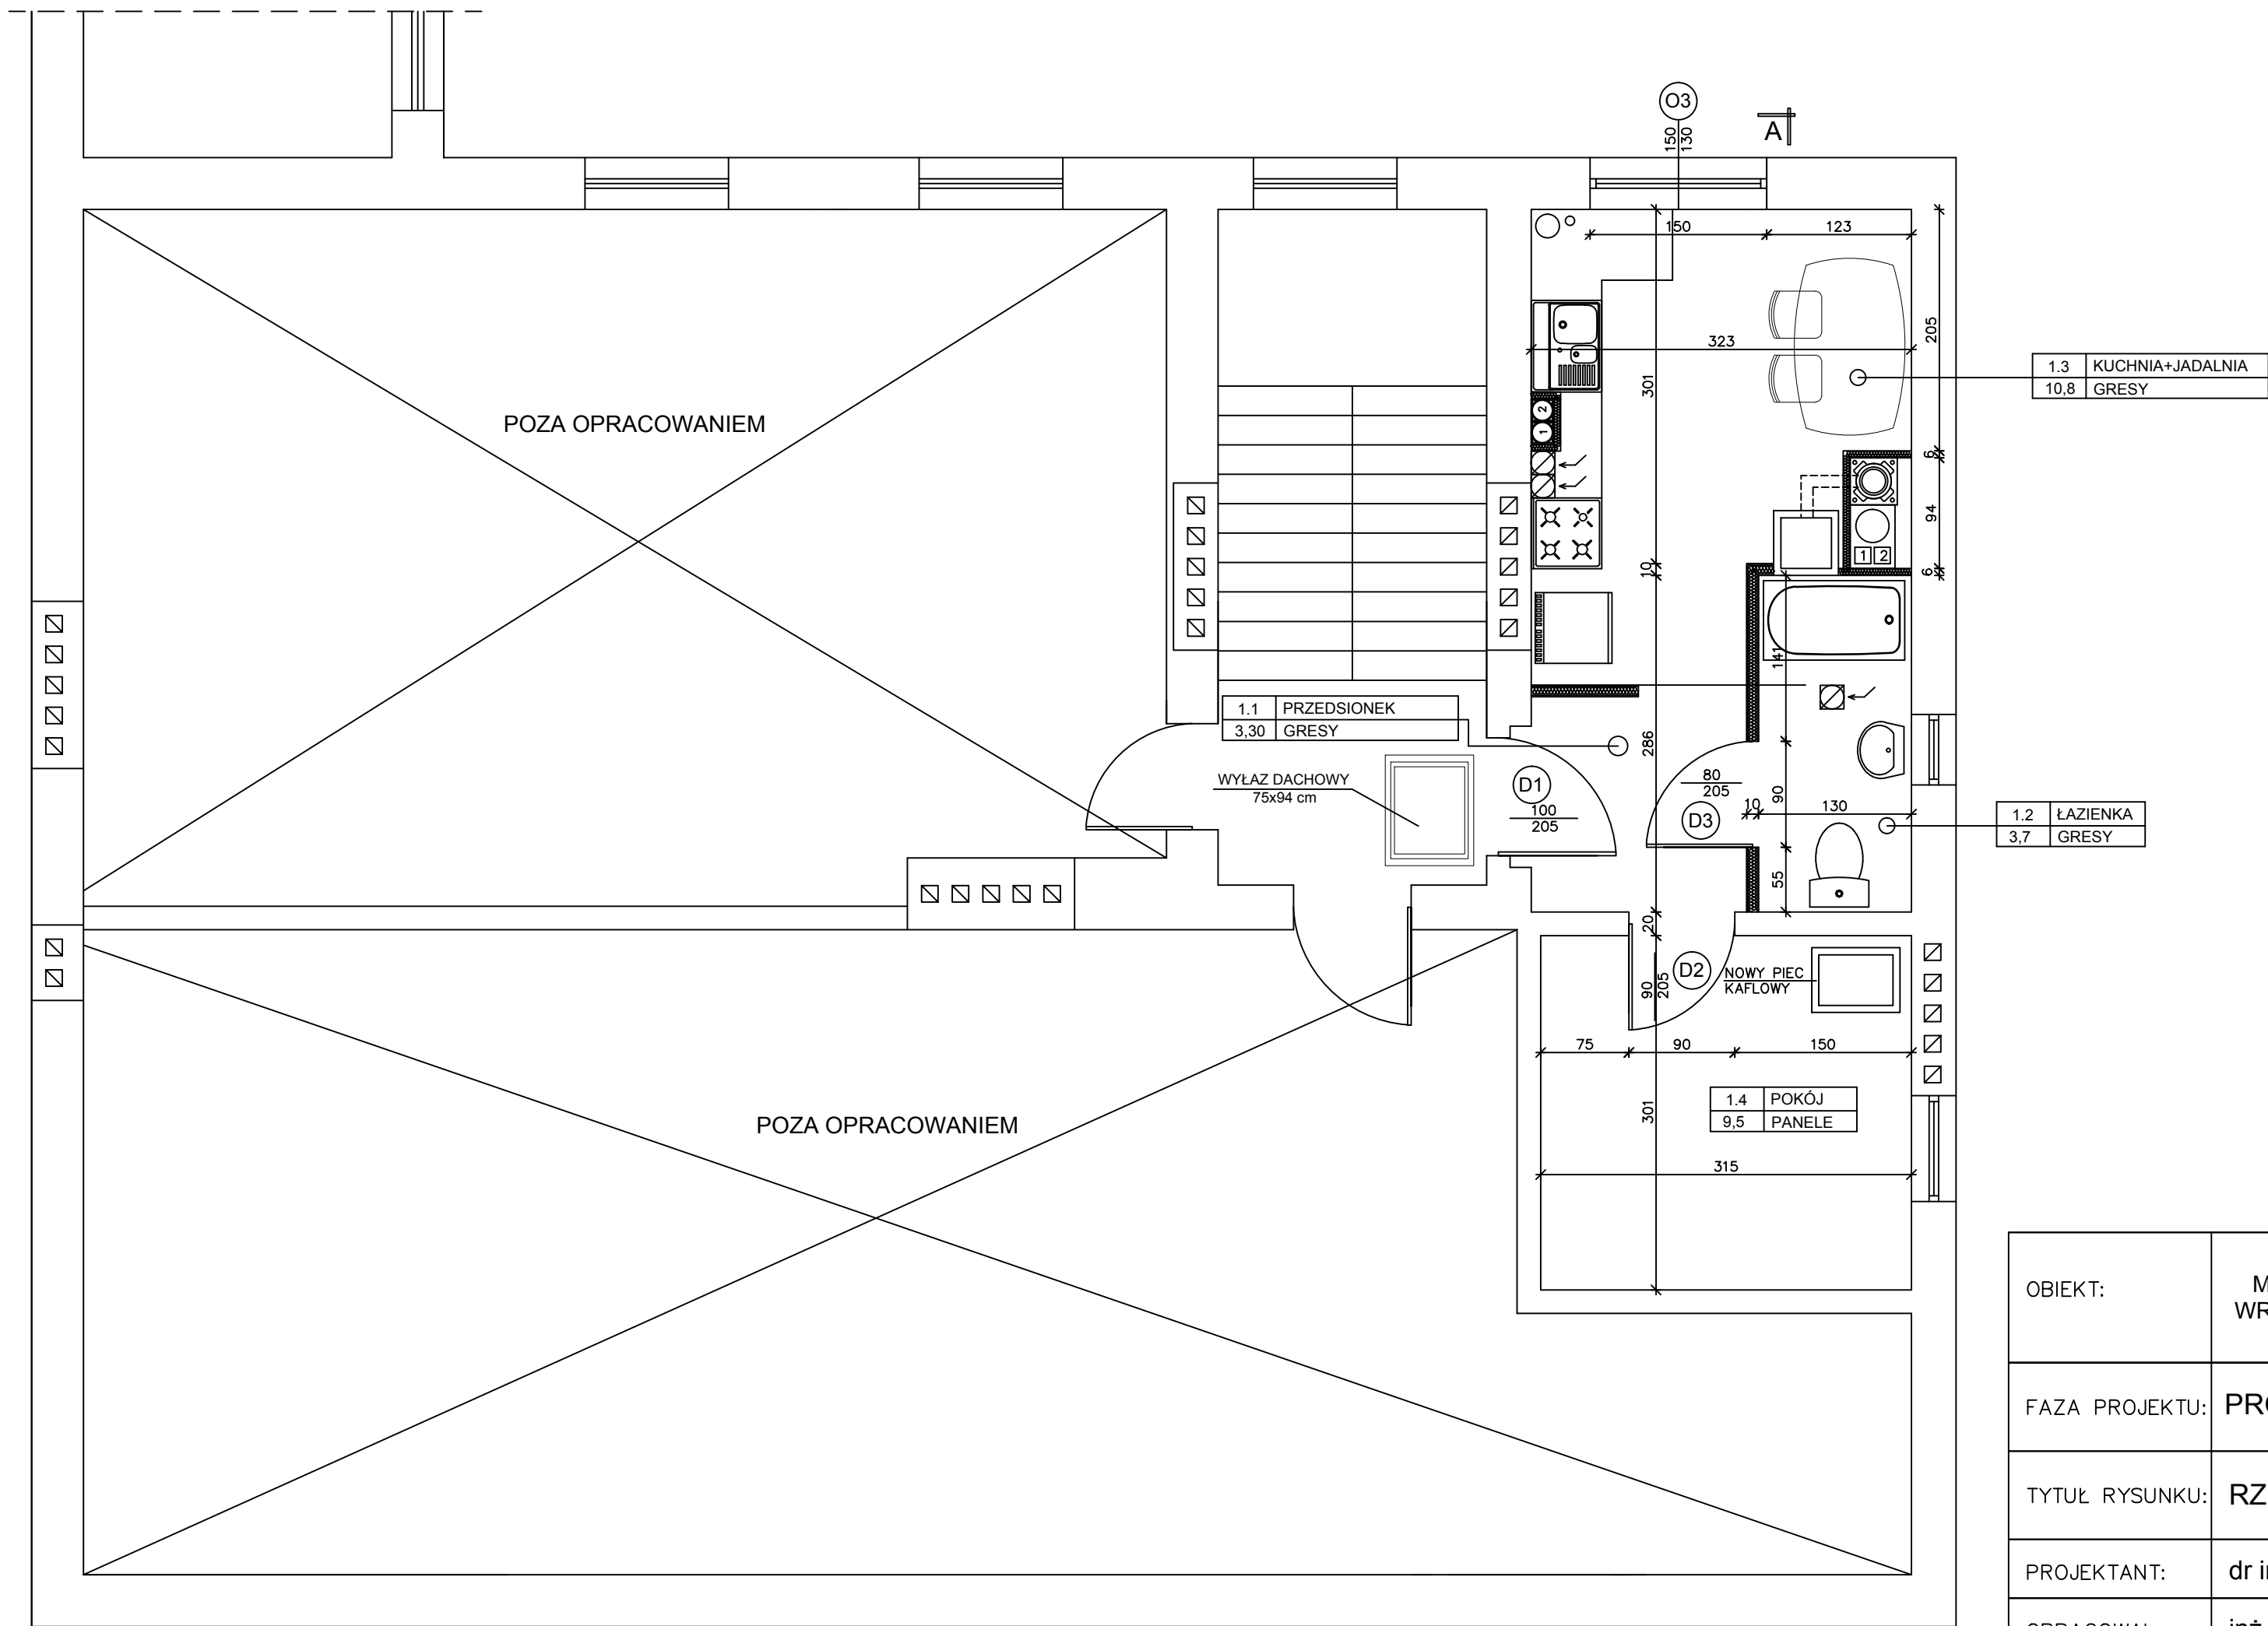 O3
150
130
A
150
123
323
205
301
1.3 KUCHNIA+JADALNIA
10,8 GRESY
POZA OPRACOWANIEM
2
1
6
94
1 2
10
6
141
1.1 PRZEDSIONEK
3,30 GRESY
286
WYŁAZ DACHOWY
75x94 cm
D1
100
205
80
205
D3
10
90
130
1.2 ŁAZIENKA
3,7 GRESY
55
20
D2
90
205
NOWY PIEC
KAFLOWY
75
90
150
1.4 POKÓJ
9,5 PANELE
301
POZA OPRACOWANIEM
315
OBIEKT:
FAZA PROJEKTU:
TYTUŁ RYSUNKU: RZ
PROJEKTANT: dr